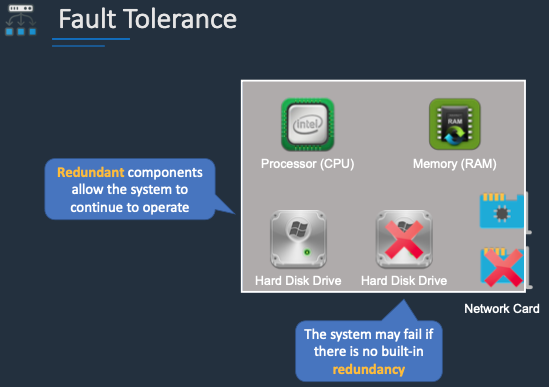 Fault Tolerance
intel
RAM
Processor (CPU)
Memory (RAM)
Redundant components
allow the system to
continue to operate
Hard Disk Drive
Hard Disk Drive
Network Card
The system may fail if
there is no built-in
redundancy